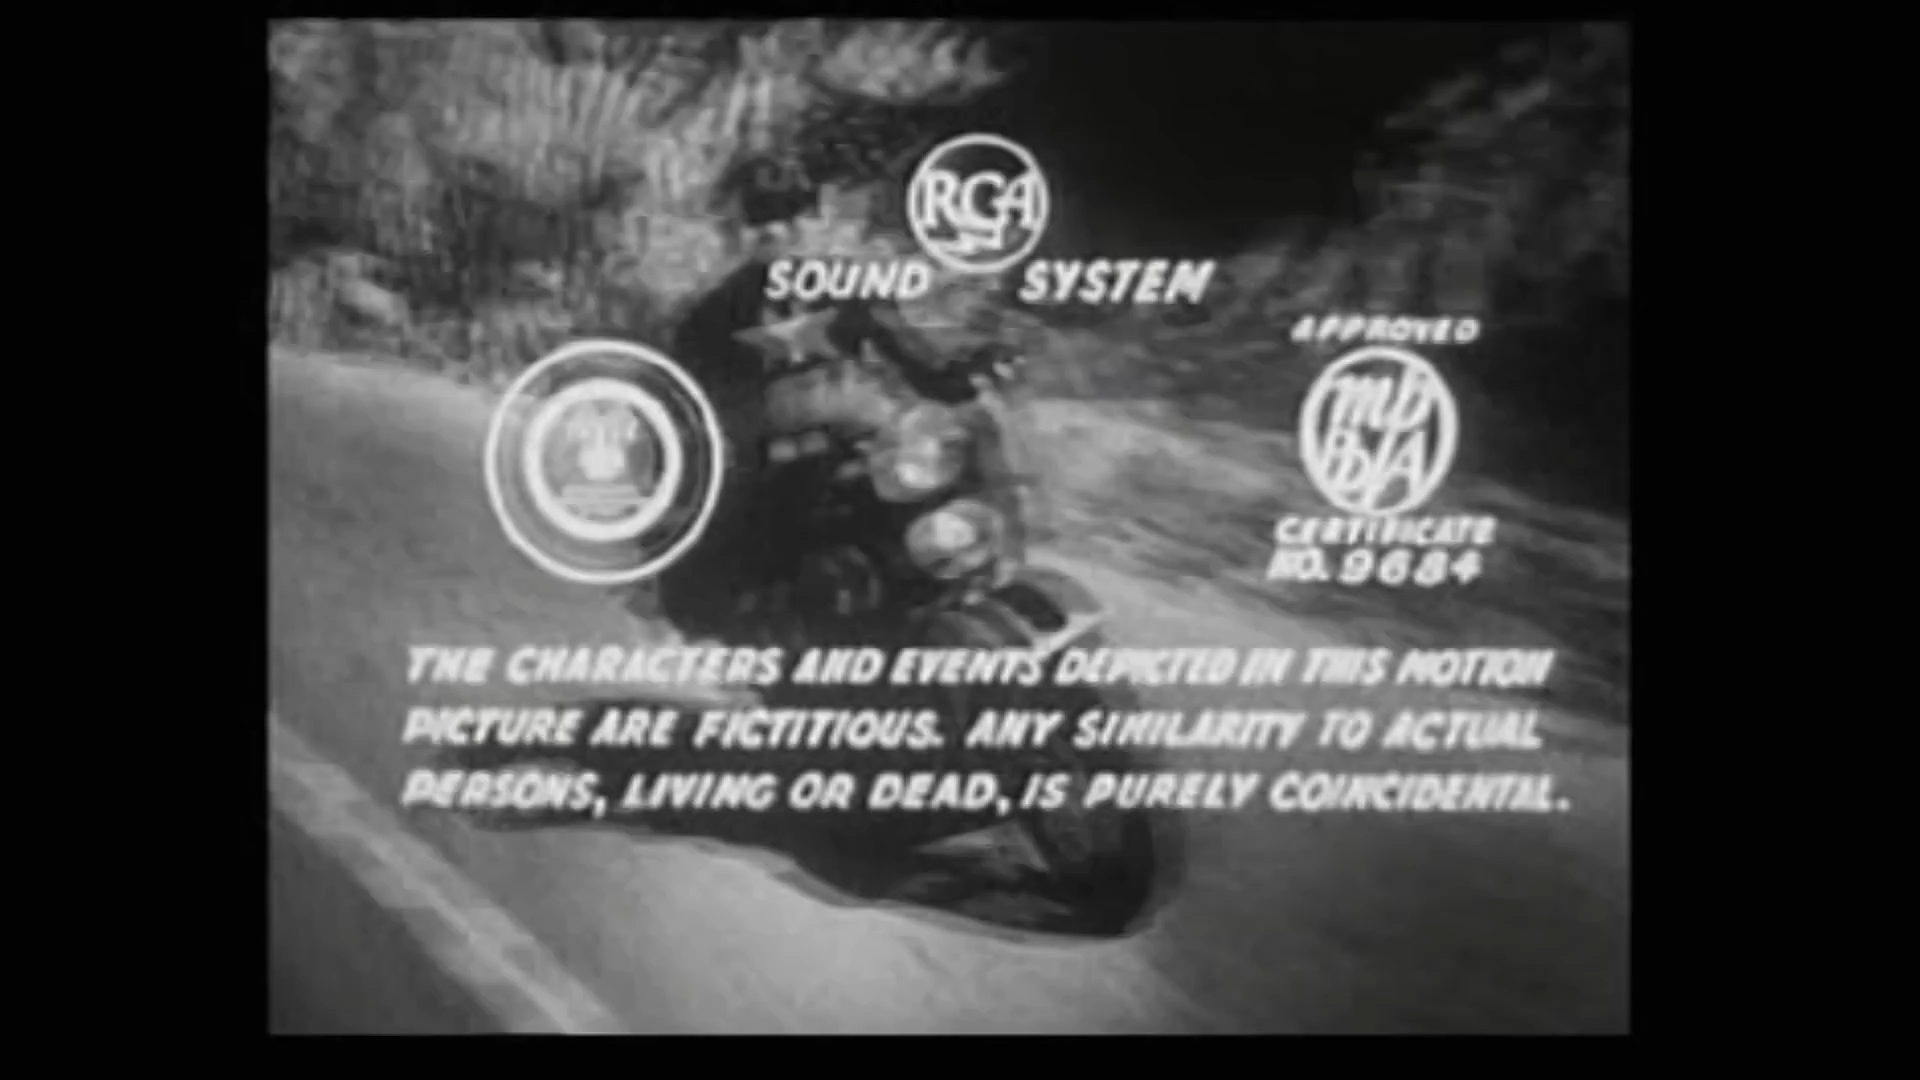 RCA
SOUND SYSTEM
APPROVED
CERTIFICATE
NO. 9684
THE CHARACTERS AND EVENTS DEPICTED IN THIS MOTION
PICTURE ARE FICTITIOUS. ANY SIMILARITY TO ACTUAL
PERSONS, LIVING OR DEAD, IS PURELY COINCIDENTAL.